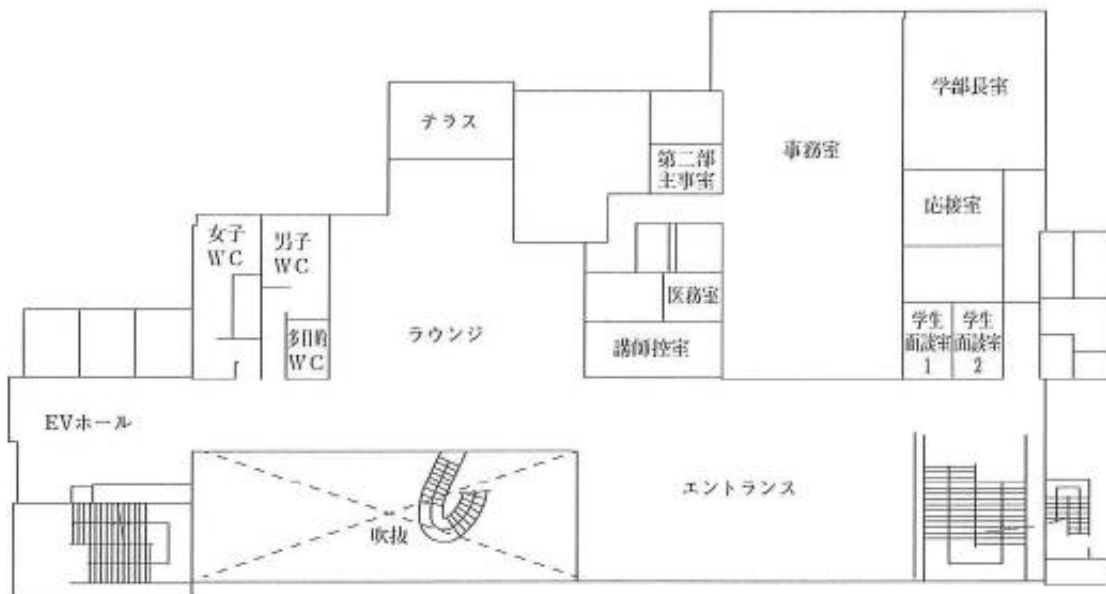 学部長室
テラス
事務室
第二部
主事室
応接室
女子
WC
男子
WC
医務室
ラウンジ
多目的
WC
講師控室
学生
面談室
1
学生
面談室
2
EVホール
エントランス
吹抜